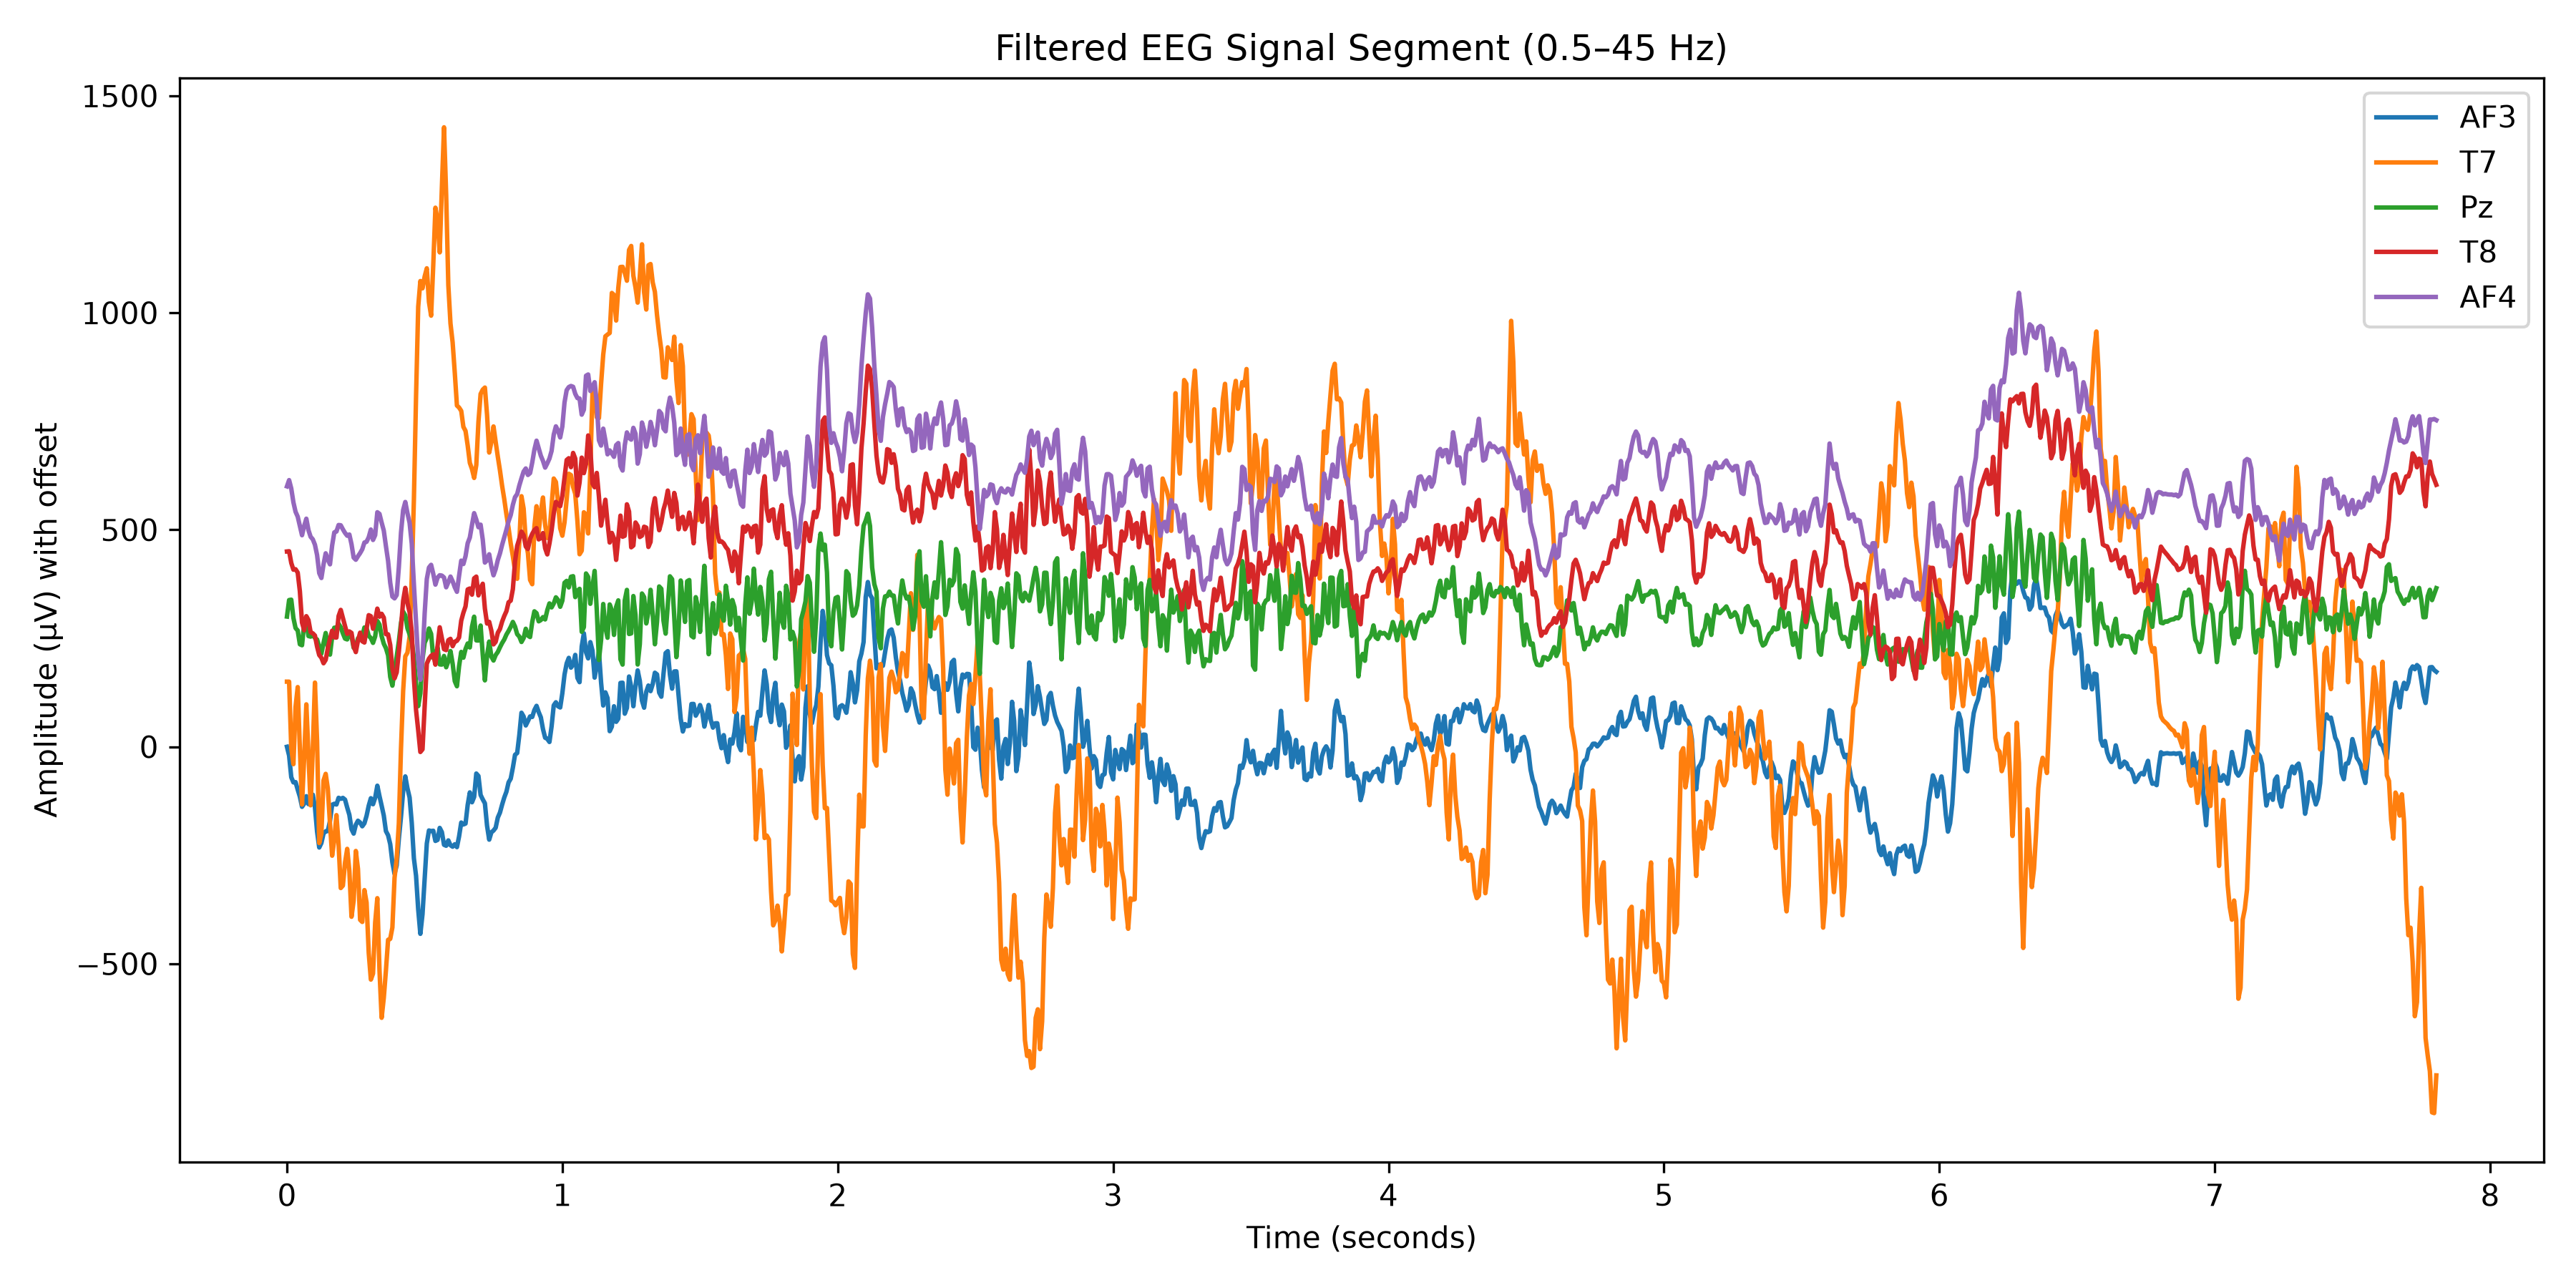 Filtered EEG Signal Segment (0.5–45 Hz)
1500
1000
500
0
−500
Amplitude (µV) with offset
AF3
T7
Pz
T8
AF4
0 1 2 3 4 5 6 7 8
Time (seconds)